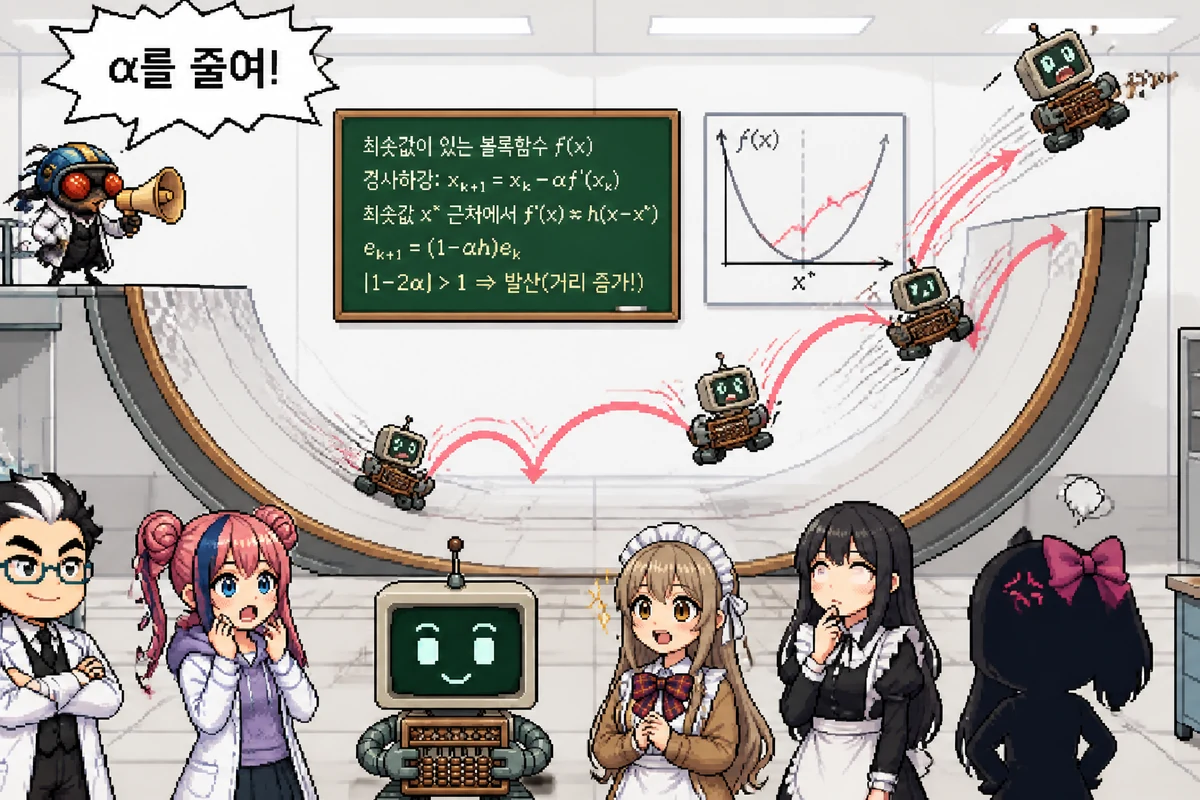 α를 줄여!
최솟값이 있는 볼록함수 f(x)
경사하강: xₖ₊₁ = xₖ − αf'(xₖ)
최솟값 x* 근처에서 f'(x) ≈ h(x−x*)
eₖ₊₁ = (1−αh)eₖ
|1−2α| > 1 ⇒ 발산(거리 증가!)
f(x)
x*